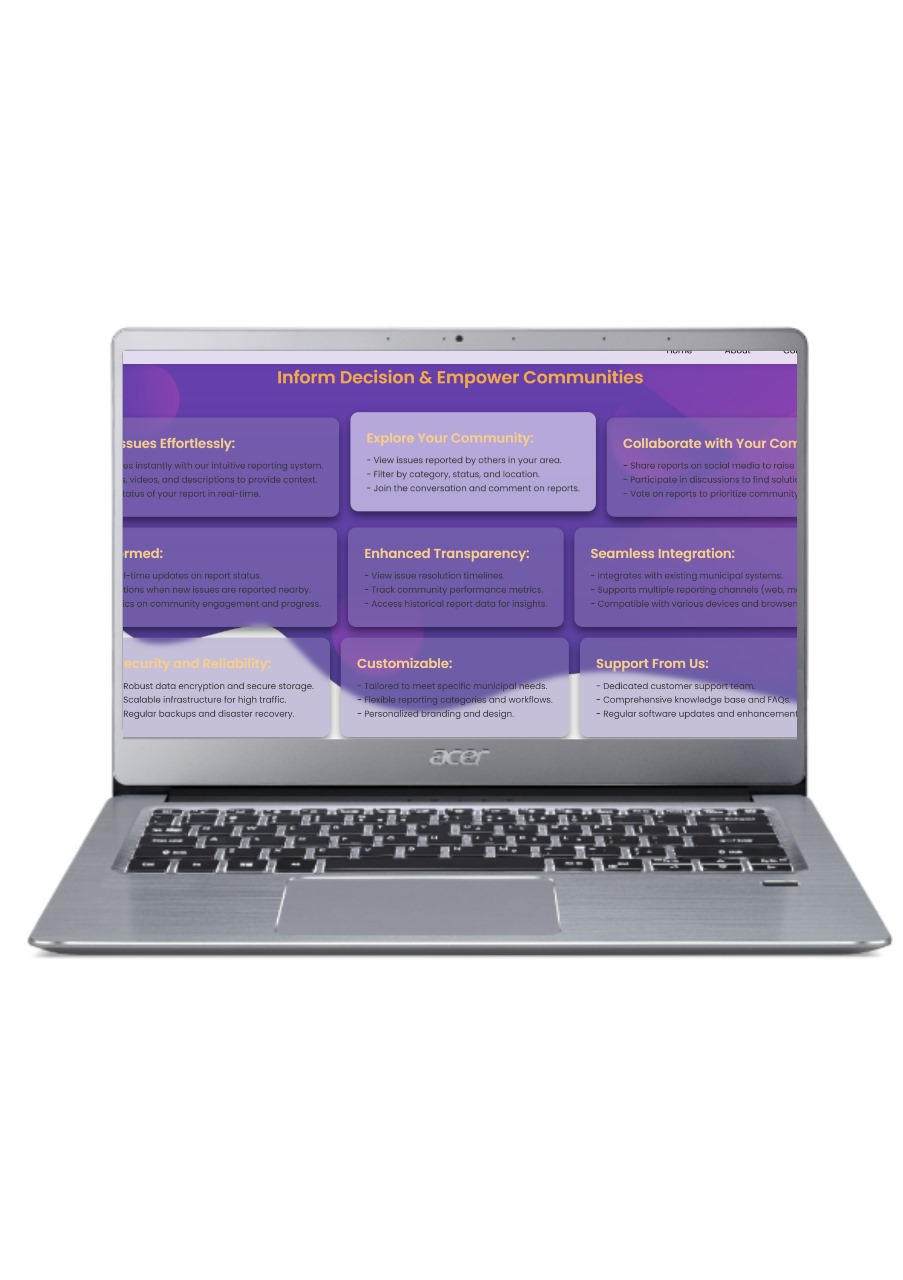 Home About
Inform Decision & Empower Communities
ssues Effortlessly:
es instantly with our intuitive reporting system.
s, videos, and descriptions to provide context.
tatus of your report in real-time.
Explore Your Community:
- View issues reported by others in your area.
- Filter by category, status, and location.
- Join the conversation and comment on reports.
Collaborate with Your Com
- Share reports on social media to raise
- Participate in discussions to find soluti
- Vote on reports to prioritize community
rmed:
l-time updates on report status.
tions when new issues are reported nearby.
ics on community engagement and progress.
Enhanced Transparency:
- View issue resolution timelines.
- Track community performance metrics.
- Access historical report data for insights.
Seamless Integration:
- Integrates with existing municipal systems.
- Supports multiple reporting channels (web, m
- Compatible with various devices and browser
ecurity and Reliability:
Robust data encryption and secure storage.
Scalable infrastructure for high traffic.
Regular backups and disaster recovery.
Customizable:
- Tailored to meet specific municipal needs.
- Flexible reporting categories and workflows.
- Personalized branding and design.
Support From Us:
- Dedicated customer support team.
- Comprehensive knowledge base and FAQs.
- Regular software updates and enhancement
acer